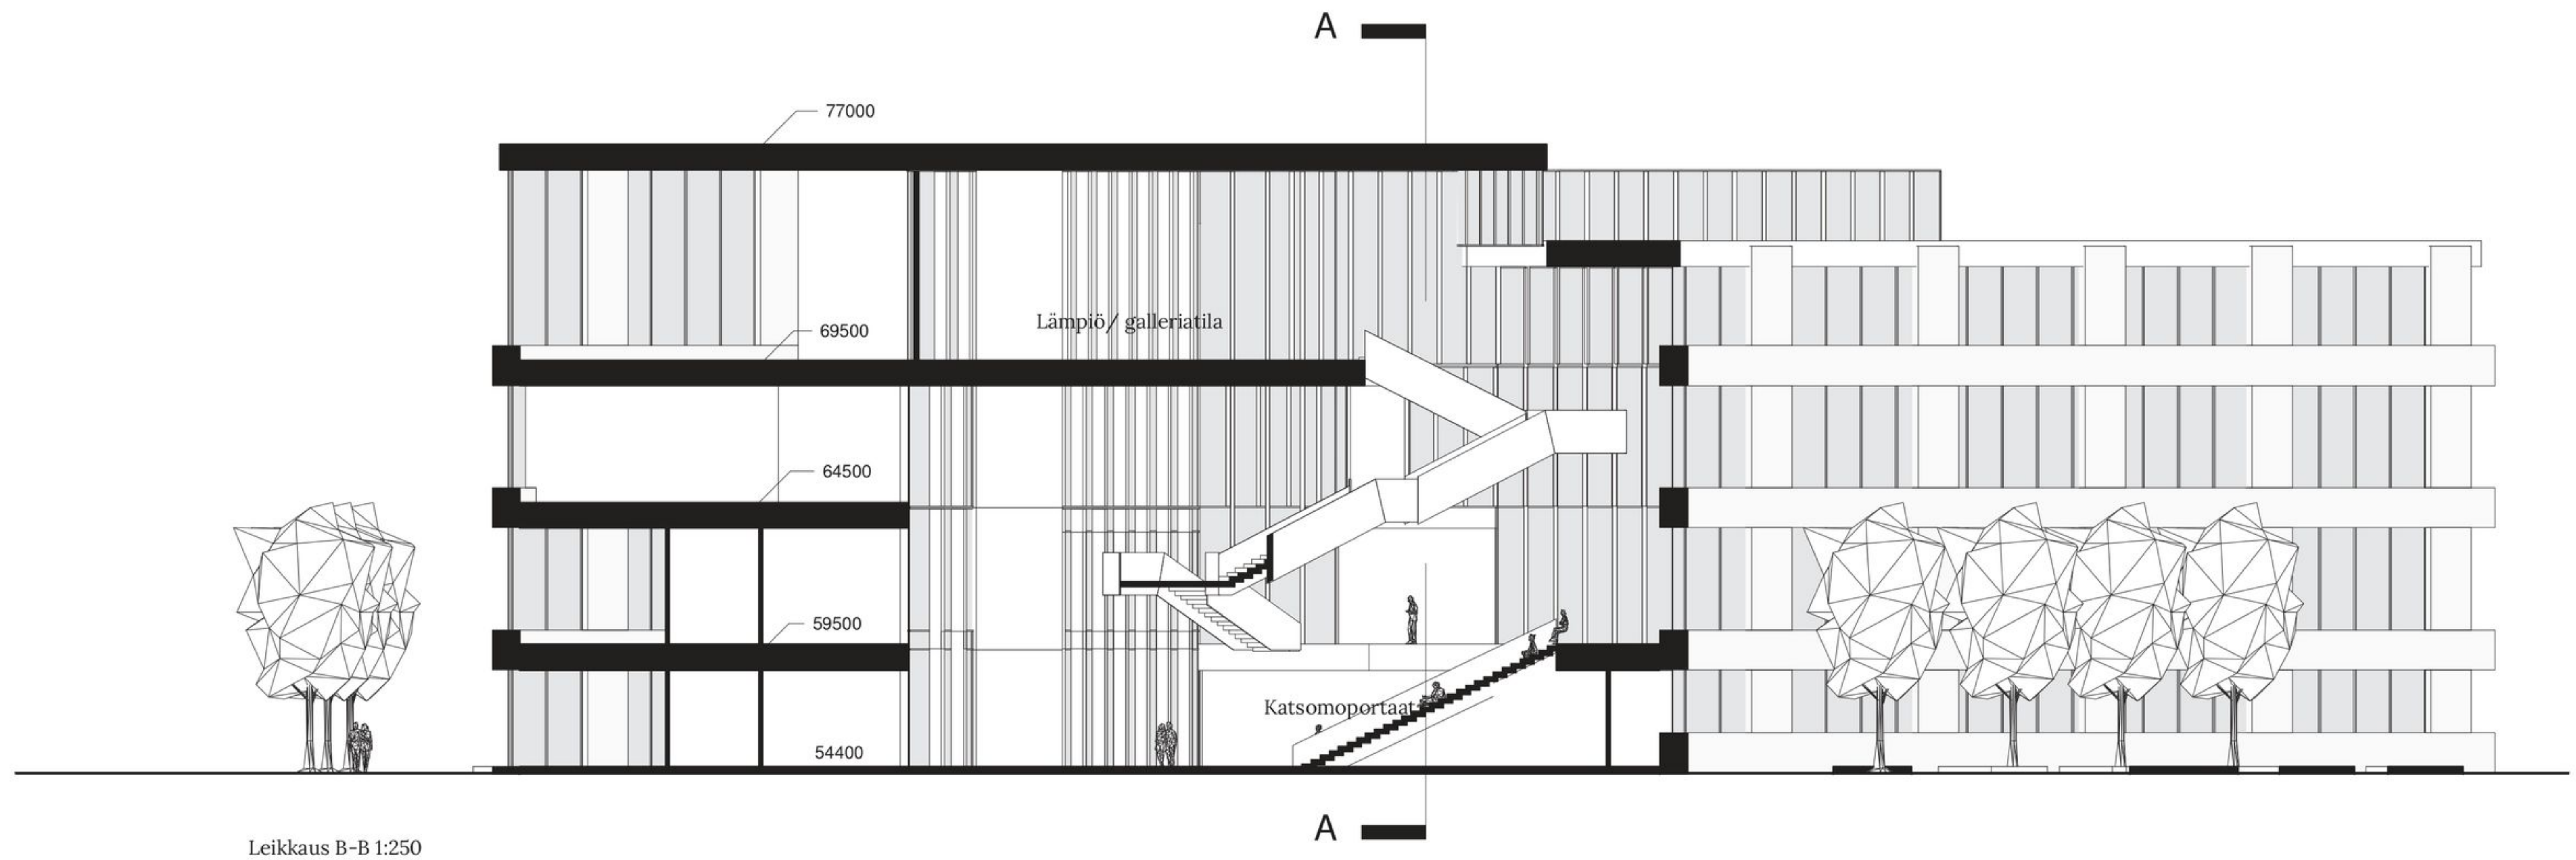 A
77000
69500
Lämpiö/ galleriatila
64500
59500
Katsomoportaat
54400
A
Leikkaus B-B 1:250